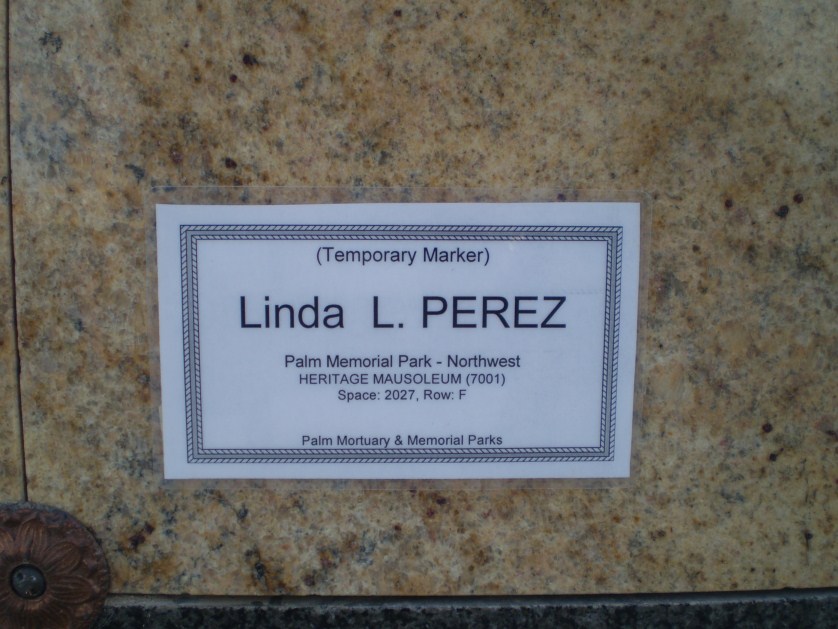 (Temporary Marker)
Linda L. PEREZ
Palm Memorial Park - Northwest
HERITAGE MAUSOLEUM (7001)
Space: 2027, Row: F
Palm Mortuary & Memorial Parks